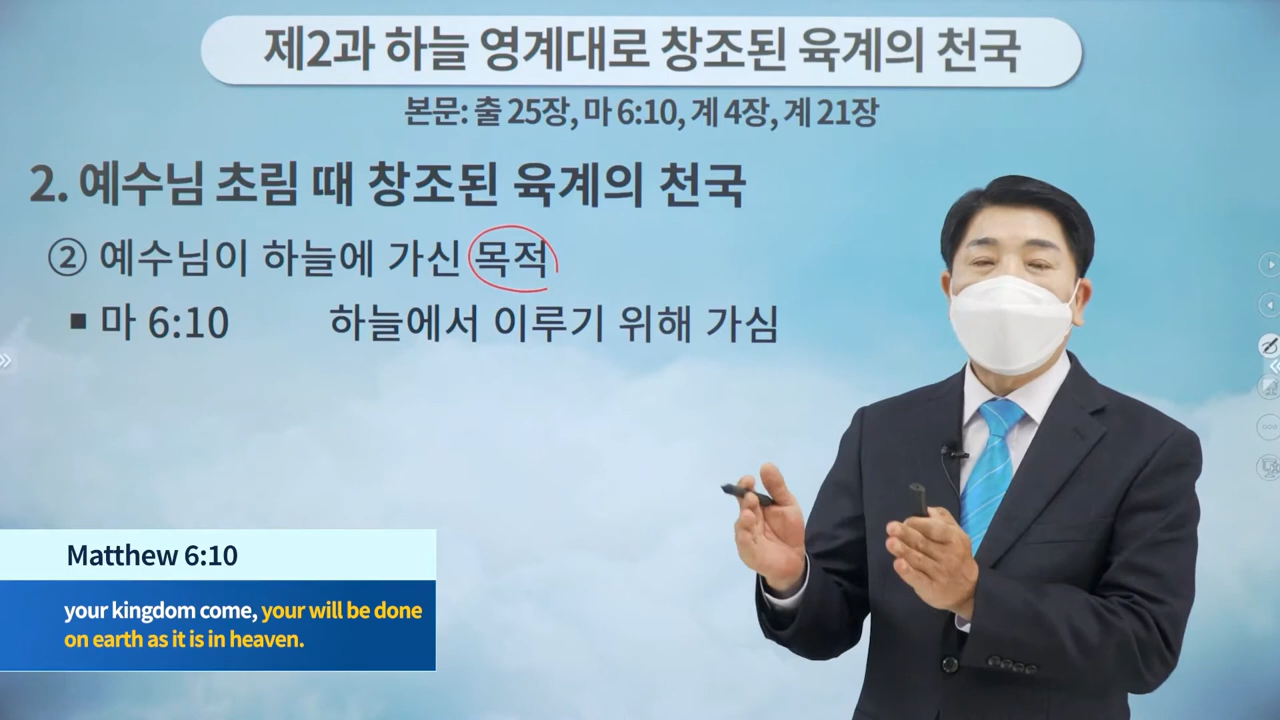 제2과 하늘 영계대로 창조된 육계의 천국
본문: 출 25장, 마 6:10, 계 4장, 계 21장
2. 예수님 초림 때 창조된 육계의 천국
② 예수님이 하늘에 가신 목적
■ 마 6:10 하늘에서 이루기 위해 가심
Matthew 6:10
your kingdom come, your will be done
on earth as it is in heaven.